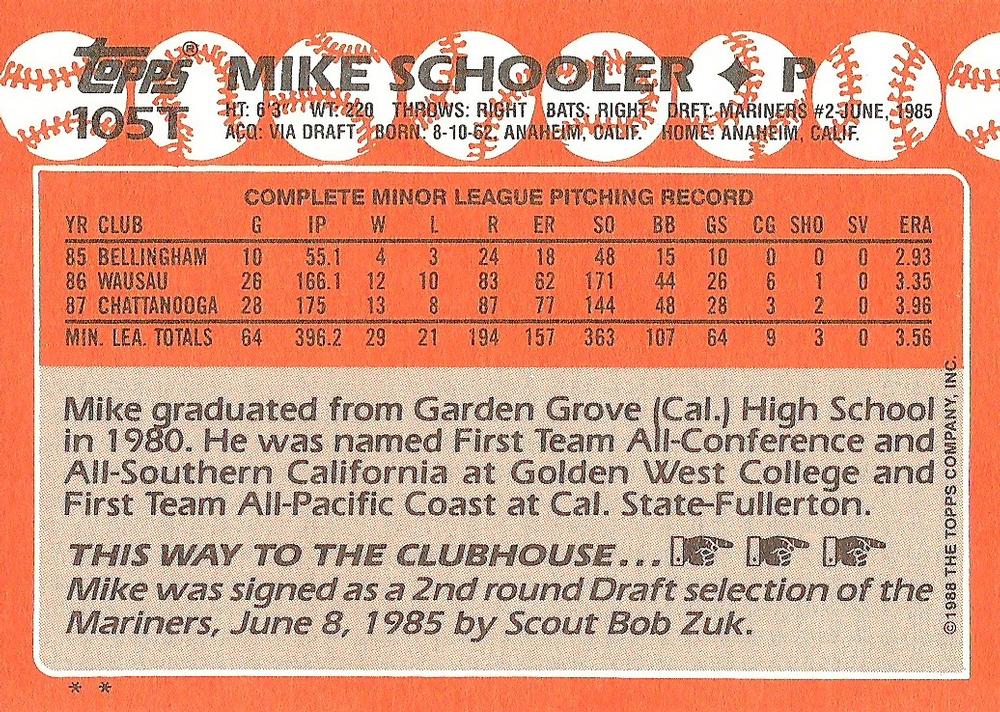 topps® MIKE SCHOOLER ✦ P
105T HT: 6'3" WT: 220 THROWS: RIGHT BATS: RIGHT DRFT: MARINERS #2-JUNE, 1985
ACQ: VIA DRAFT BORN: 8-10-62, ANAHEIM, CALIF. HOME: ANAHEIM, CALIF.
COMPLETE MINOR LEAGUE PITCHING RECORD
YR CLUB G IP W L R ER SO BB GS CG SHO SV ERA
85 BELLINGHAM 10 55.1 4 3 24 18 48 15 10 0 0 0 2.93
86 WAUSAU 26 166.1 12 10 83 62 171 44 26 6 1 0 3.35
87 CHATTANOOGA 28 175 13 8 87 77 144 48 28 3 2 0 3.96
MIN. LEA. TOTALS 64 396.2 29 21 194 157 363 107 64 9 3 0 3.56
Mike graduated from Garden Grove (Cal.) High School
in 1980. He was named First Team All-Conference and
All-Southern California at Golden West College and
First Team All-Pacific Coast at Cal. State-Fullerton.
THIS WAY TO THE CLUBHOUSE...
Mike was signed as a 2nd round Draft selection of the
Mariners, June 8, 1985 by Scout Bob Zuk.
©1988 THE TOPPS COMPANY, INC.
* *